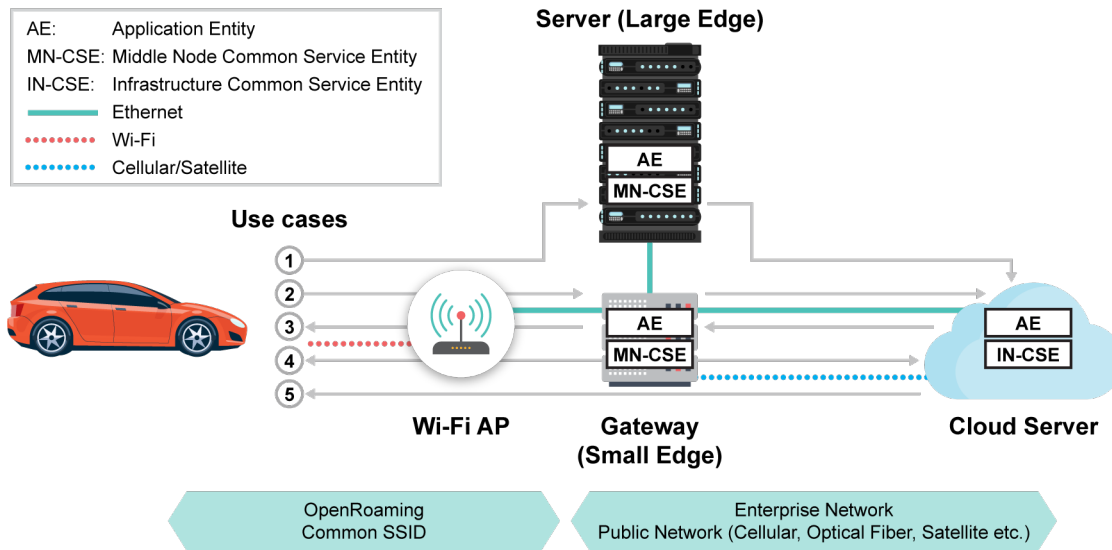 AE: Application Entity
MN-CSE: Middle Node Common Service Entity
IN-CSE: Infrastructure Common Service Entity
Ethernet
Wi-Fi
Cellular/Satellite
Server (Large Edge)
AE
MN-CSE
Use cases
1
2
3
4
5
AE
MN-CSE
AE
IN-CSE
Wi-Fi AP
Gateway
(Small Edge)
Cloud Server
OpenRoaming
Common SSID
Enterprise Network
Public Network (Cellular, Optical Fiber, Satellite etc.)